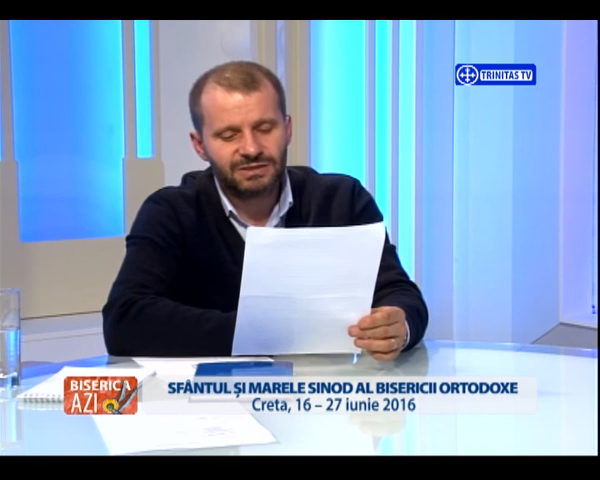 TRINITAS TV
BISERICA
AZI
SFÂNTUL ȘI MARELE SINOD AL BISERICII ORTODOXE
Creta, 16 – 27 iunie 2016